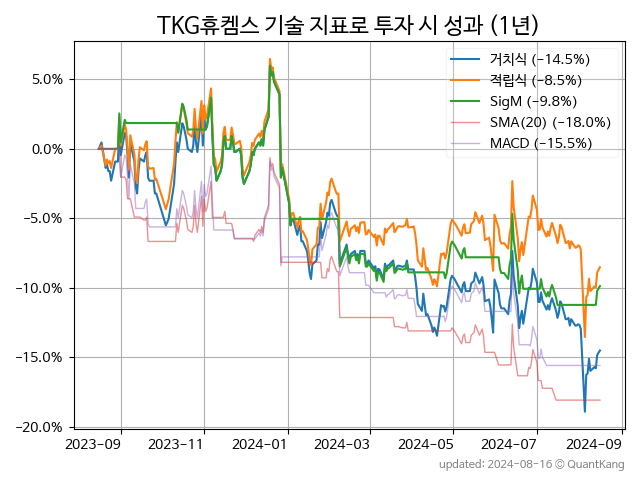 TKG휴켐스 기술 지표로 투자 시 성과 (1년)
거치식 (−14.5%)
적립식 (−8.5%)
SigM (−9.8%)
SMA(20) (−18.0%)
MACD (−15.5%)
5.0%
0.0%
−5.0%
−10.0%
−15.0%
−20.0%
2023-09 2023-11 2024-01 2024-03 2024-05 2024-07 2024-09
updated: 2024-08-16 © QuantKang